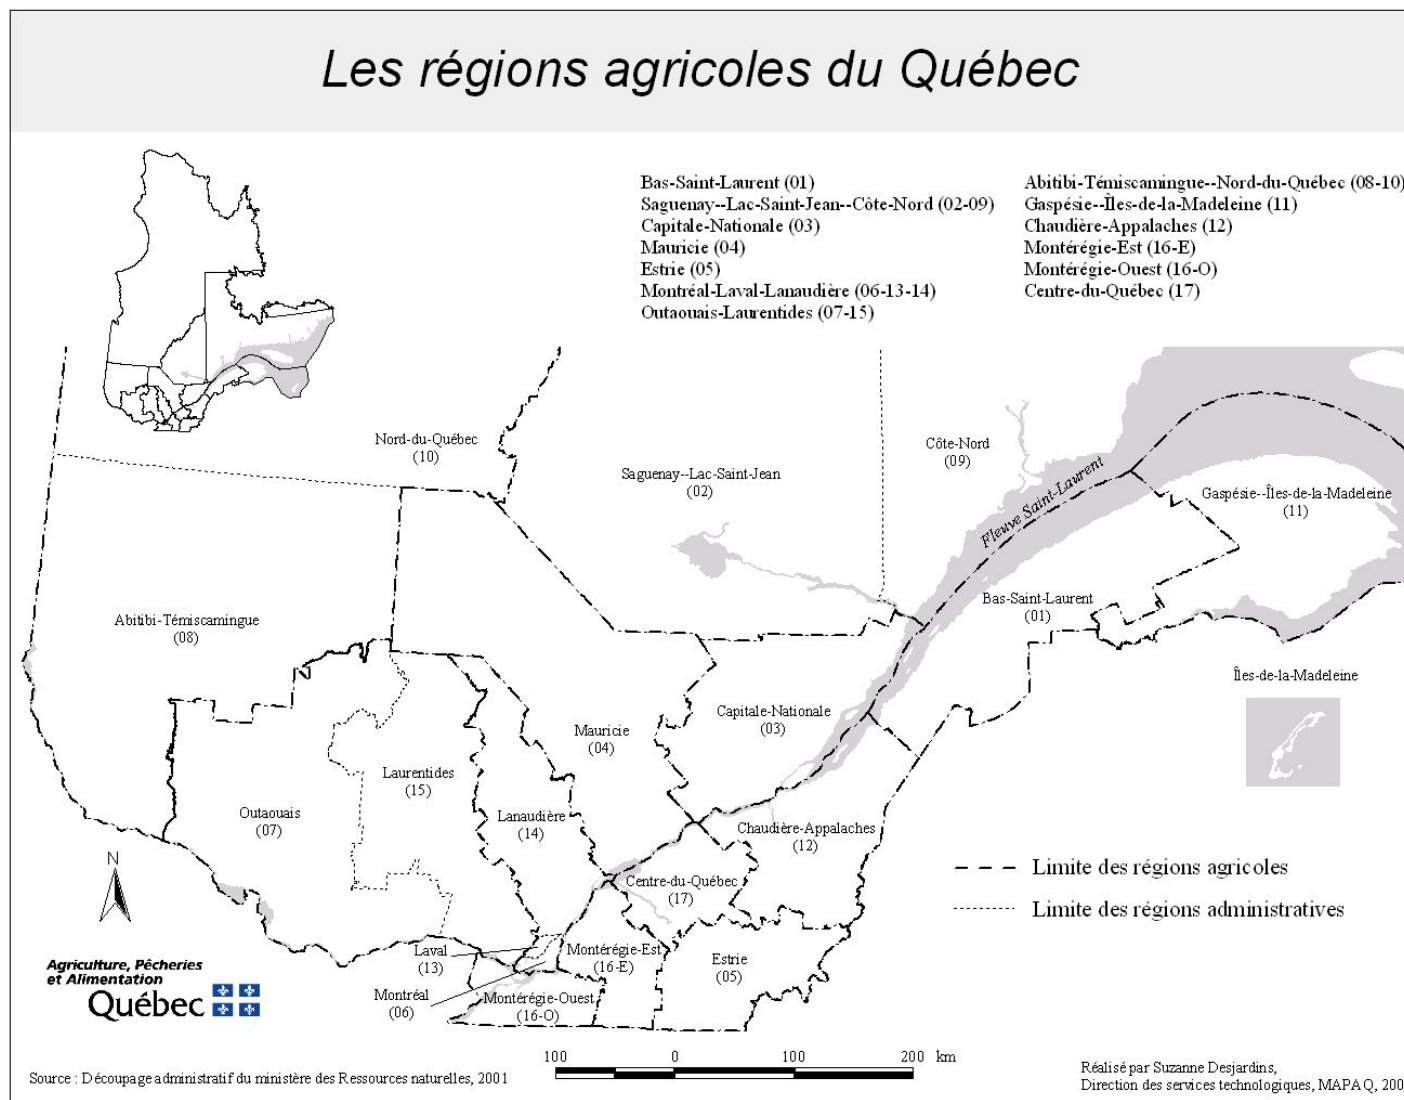 Les régions agricoles du Québec
Bas-Saint-Laurent (01)
Saguenay--Lac-Saint-Jean--Côte-Nord (02-09)
Capitale-Nationale (03)
Mauricie (04)
Estrie (05)
Montréal-Laval-Lanaudière (06-13-14)
Outaouais-Laurentides (07-15)
Abitibi-Témiscamingue--Nord-du-Québec (08-10)
Gaspésie--Îles-de-la-Madeleine (11)
Chaudière-Appalaches (12)
Montérégie-Est (16-E)
Montérégie-Ouest (16-O)
Centre-du-Québec (17)
Nord-du-Québec
(10)
Saguenay--Lac-Saint-Jean
(02)
Côte-Nord
(09)
Fleuve Saint-Laurent
Gaspésie--Îles-de-la-Madeleine
(11)
Bas-Saint-Laurent
(01)
Abitibi-Témiscamingue
(08)
Îles-de-la-Madeleine
Capitale-Nationale
(03)
Mauricie
(04)
Laurentides
(15)
Outaouais
(07)
Lanaudière
(14)
Chaudière-Appalaches
(12)
Centre-du-Québec
(17)
Limite des régions agricoles
Limite des régions administratives
N
Laval
(13)
Montérégie-Est
(16-E)
Estrie
(05)
Montréal
(06)
Montérégie-Ouest
(16-O)
Agriculture, Pêcheries
et Alimentation
Québec
100 0 100 200 km
Source : Découpage administratif du ministère des Ressources naturelles, 2001
Réalisé par Suzanne Desjardins,
Direction des services technologiques, MAPAQ, 200